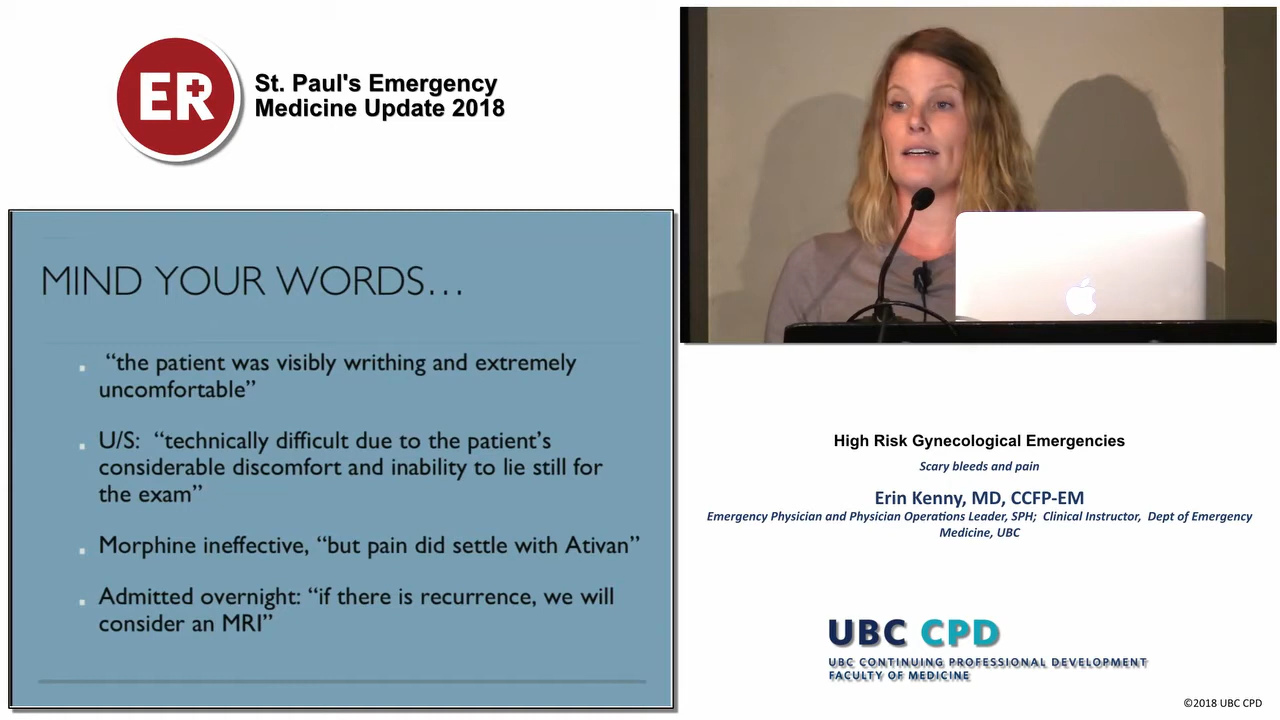 ER
St. Paul's Emergency
Medicine Update 2018
MIND YOUR WORDS...
"the patient was visibly writhing and extremely
uncomfortable"
U/S: "technically difficult due to the patient's
considerable discomfort and inability to lie still for
the exam"
Morphine ineffective, "but pain did settle with Ativan"
Admitted overnight: "if there is recurrence, we will
consider an MRI"
High Risk Gynecological Emergencies
Scary bleeds and pain
Erin Kenny, MD, CCFP-EM
Emergency Physician and Physician Operations Leader, SPH; Clinical Instructor, Dept of Emergency
Medicine, UBC
UBC CPD
UBC CONTINUING PROFESSIONAL DEVELOPMENT
FACULTY OF MEDICINE
©2018 UBC CPD